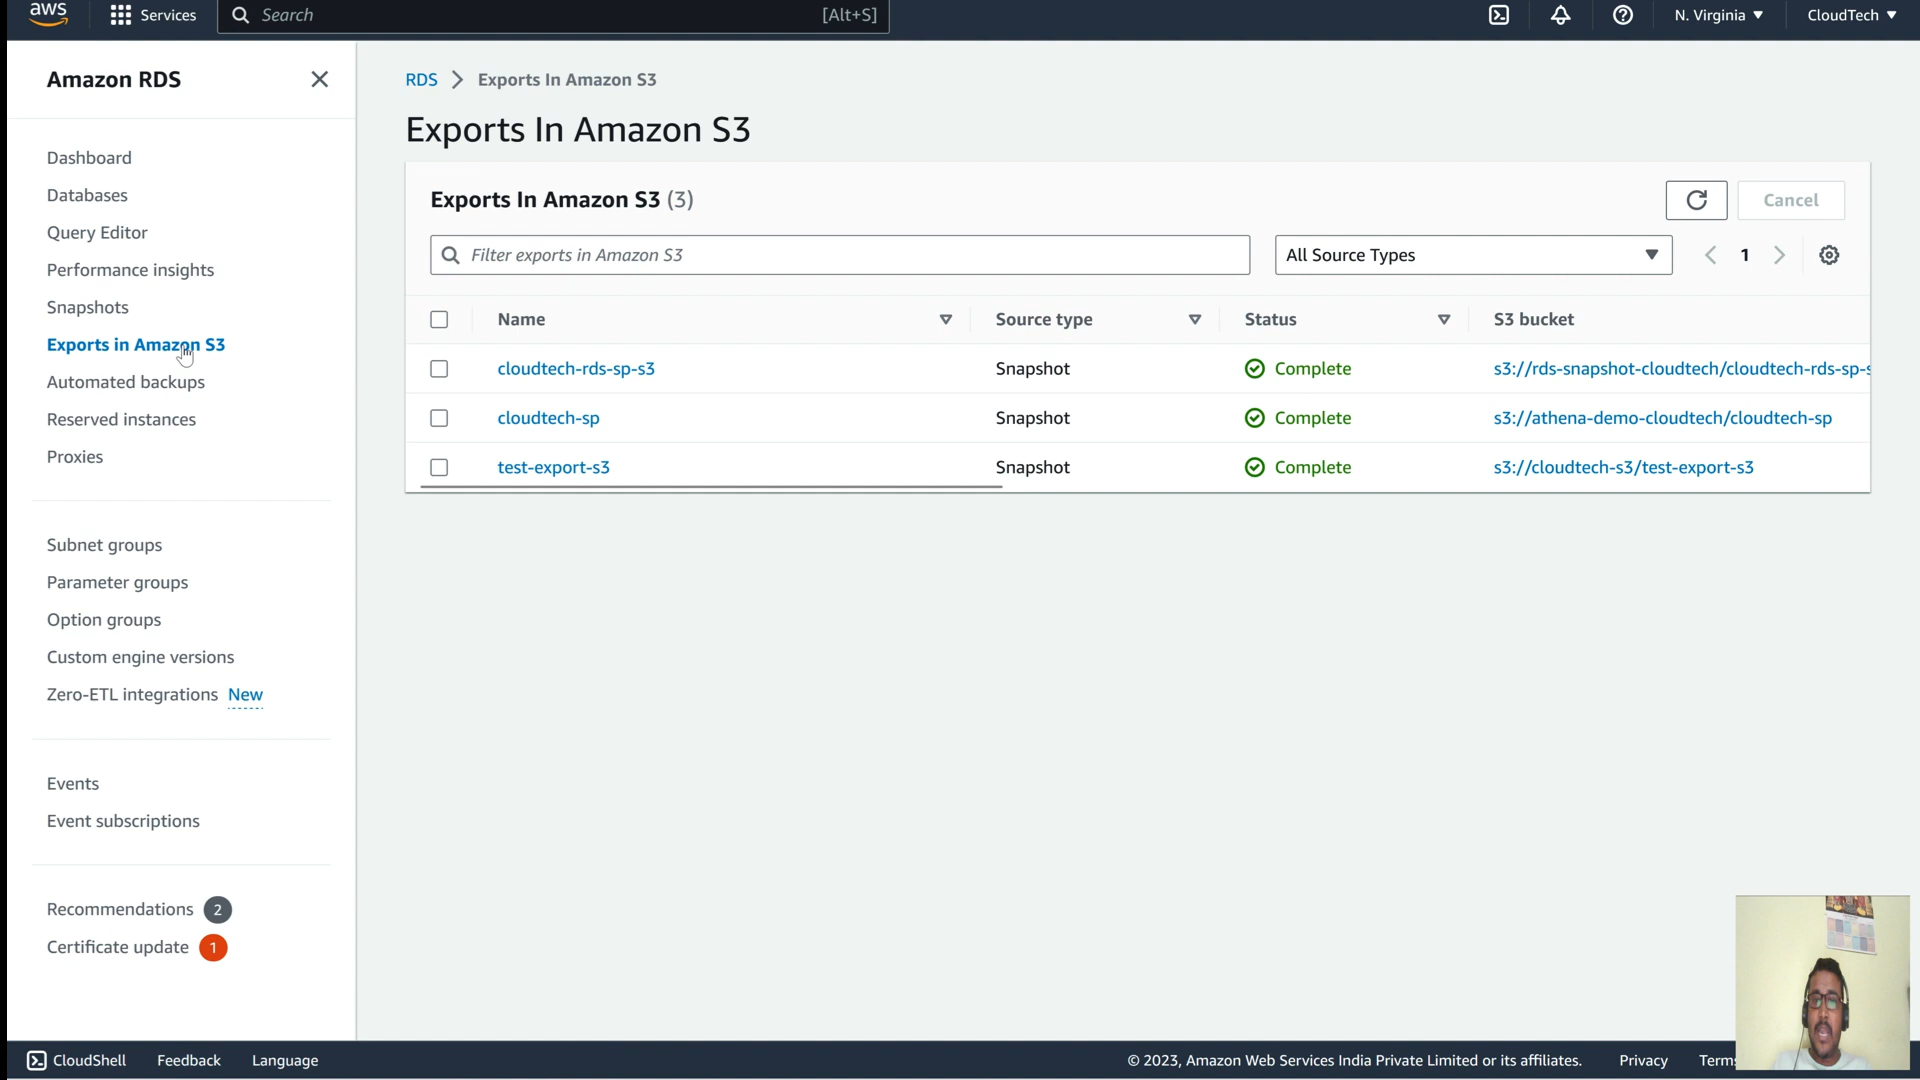 aws Services Search [Alt+S] N. Virginia CloudTech
Amazon RDS
Dashboard
Databases
Query Editor
Performance insights
Snapshots
Exports in Amazon S3
Automated backups
Reserved instances
Proxies
Subnet groups
Parameter groups
Option groups
Custom engine versions
Zero-ETL integrations New
Events
Event subscriptions
Recommendations 2
Certificate update 1
RDS Exports In Amazon S3
Exports In Amazon S3
Exports In Amazon S3 (3) Cancel
Filter exports in Amazon S3 All Source Types 1
Name Source type Status S3 bucket
cloudtech-rds-sp-s3 Snapshot Complete s3://rds-snapshot-cloudtech/cloudtech-rds-sp-s
cloudtech-sp Snapshot Complete s3://athena-demo-cloudtech/cloudtech-sp
test-export-s3 Snapshot Complete s3://cloudtech-s3/test-export-s3
CloudShell Feedback Language © 2023, Amazon Web Services India Private Limited or its affiliates. Privacy Terms